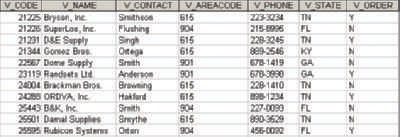 V_CODE V_NAME V_CONTACT V_AREACODE V_PHONE V_STATE V_ORDER
21225 Bryson, Inc. Smithson 615 223-3234 TN Y
21226 SuperLoo, Inc. Flushing 904 215-8995 FL N
21231 D&E Supply Singh 615 228-3245 TN Y
21344 Gomez Bros. Ortega 615 889-2546 KY N
22567 Dome Supply Smith 901 678-1419 GA N
23119 Randsets Ltd. Anderson 901 678-3998 GA Y
24004 Brackman Bros. Browning 615 228-1410 TN N
24288 ORDVA, Inc. Hakford 615 898-1234 TN Y
25443 B&K, Inc. Smith 904 227-0093 FL N
25501 Damal Supplies Smythe 615 890-3529 TN N
25595 Rubicon Systems Orton 904 456-0092 FL Y